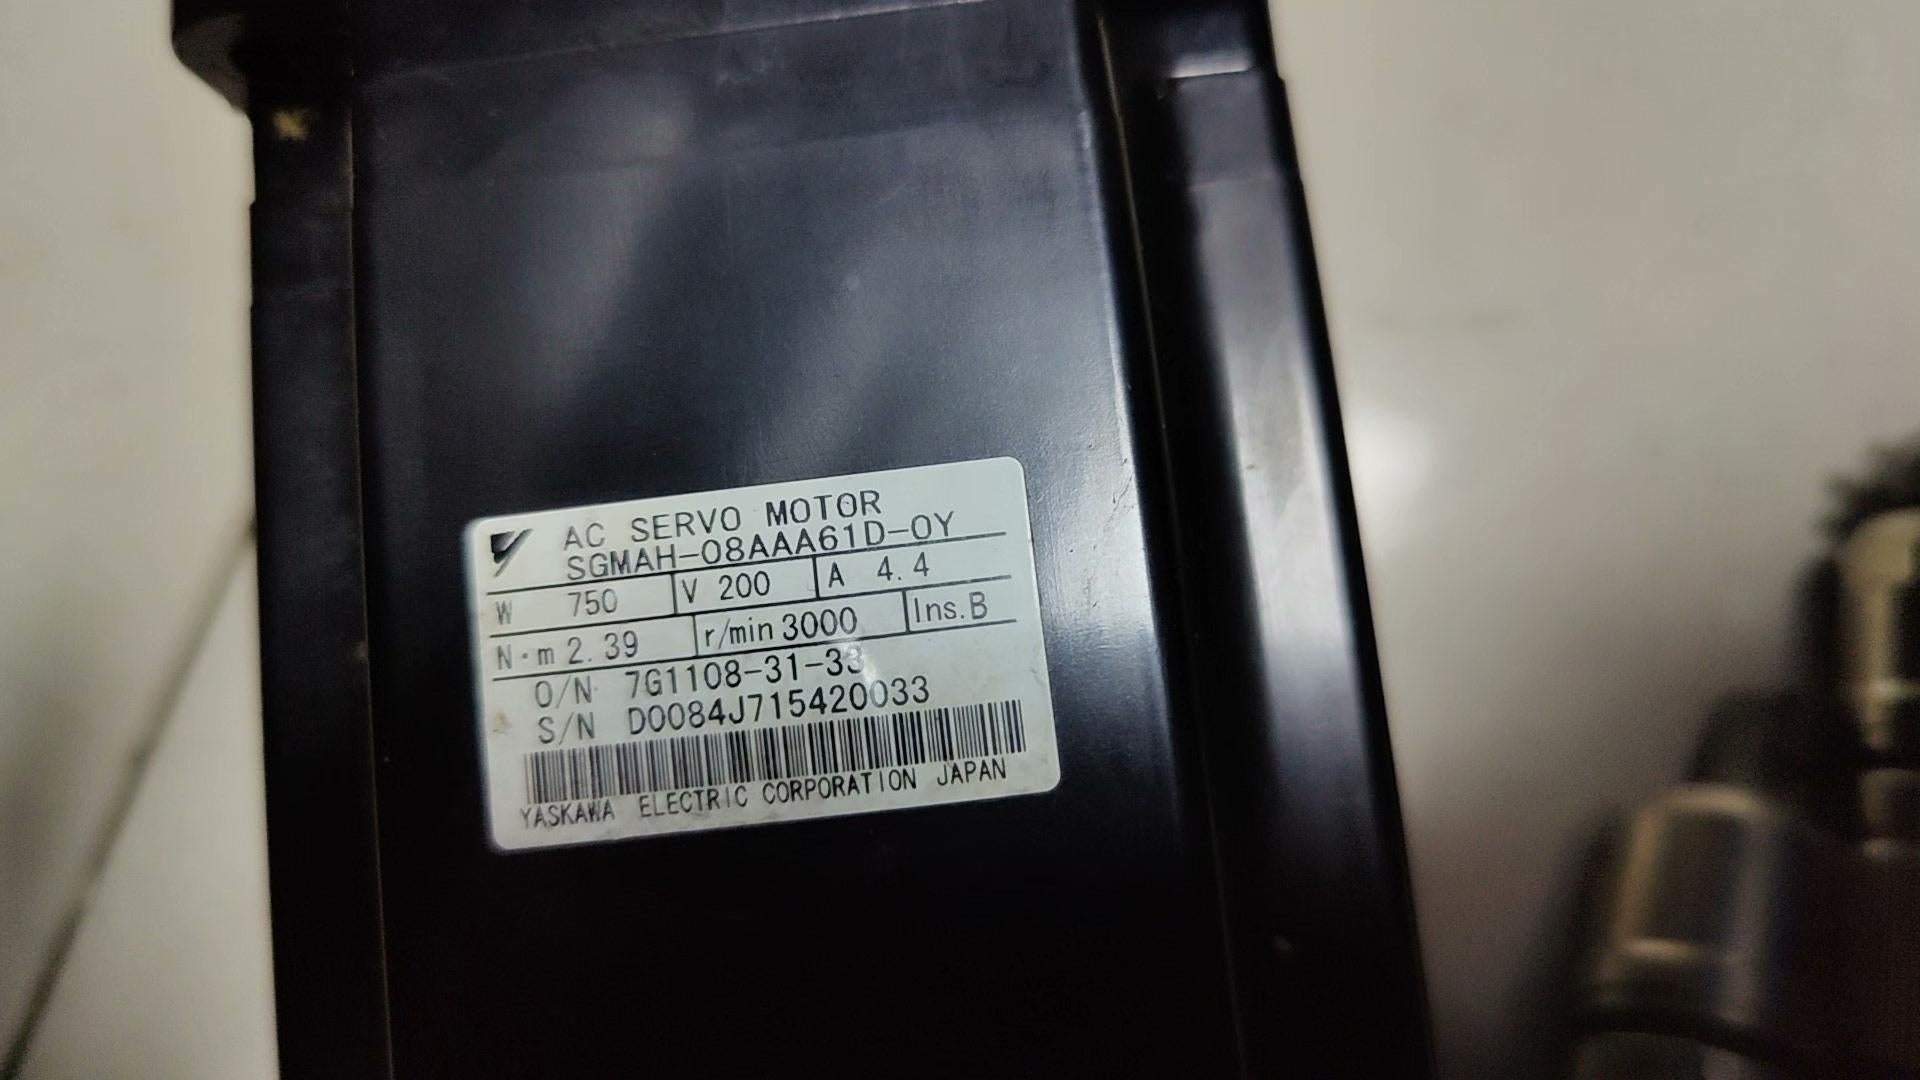 AC SERVO MOTOR
SGMAH-08AAA61D-0Y
W 750 V 200 A 4.4
N·m 2.39 r/min 3000 Ins.B
O/N 7G1108-31-33
S/N D0084J715420033
YASKAWA ELECTRIC CORPORATION JAPAN